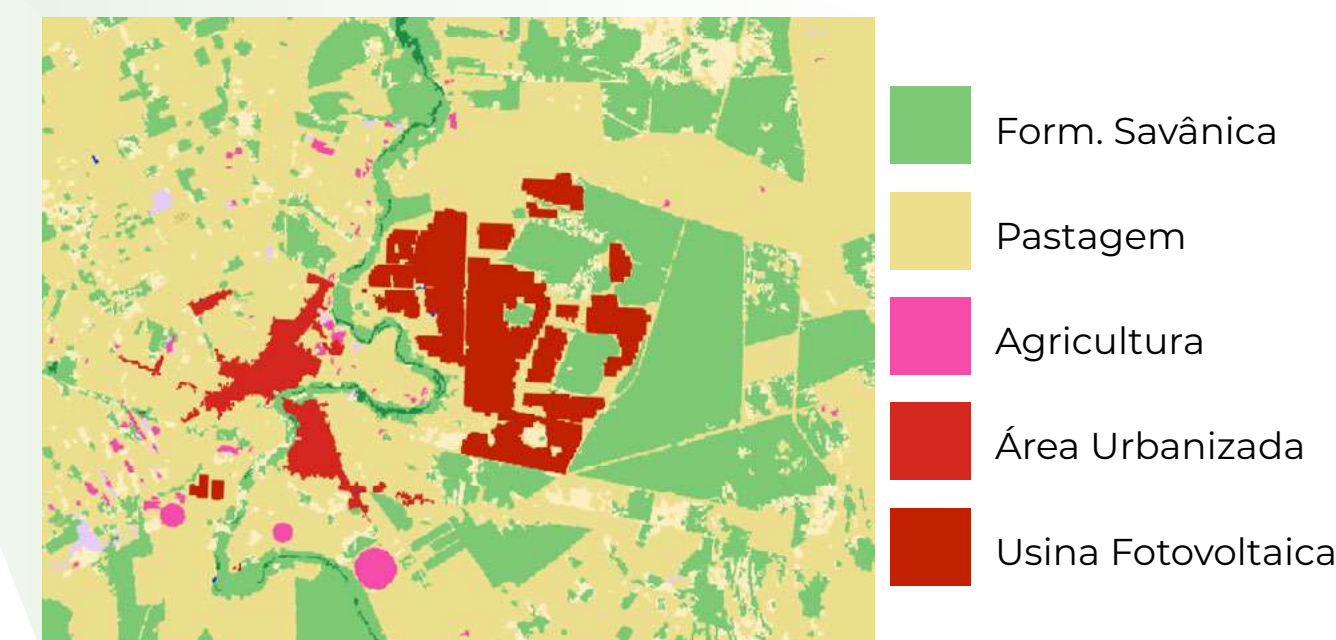 Form. Savânica
Pastagem
Agricultura
Área Urbanizada
Usina Fotovoltaica